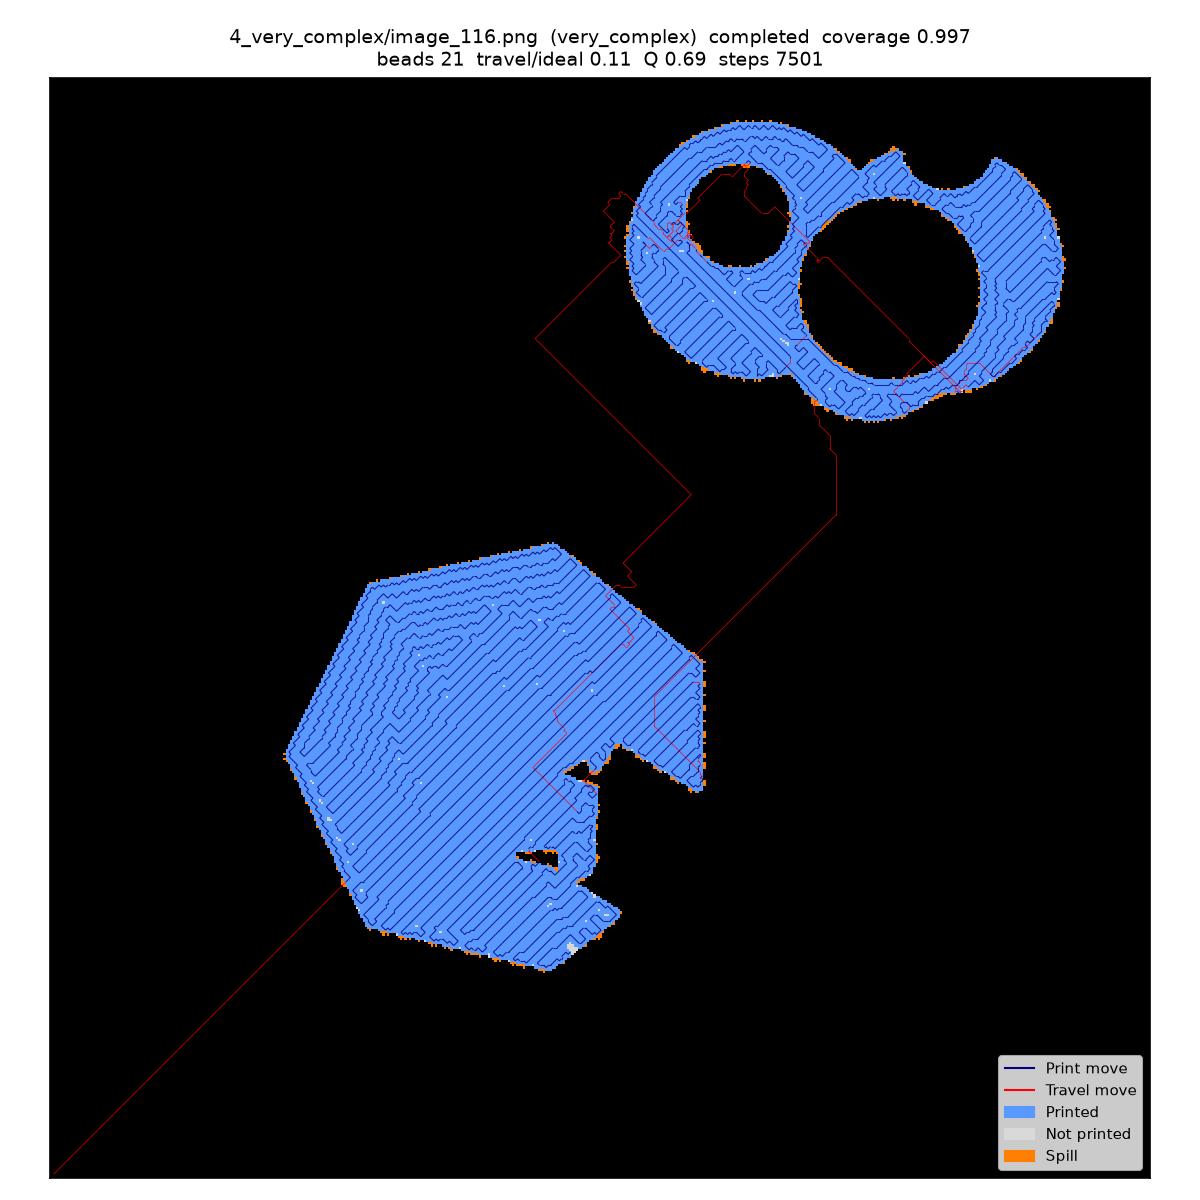 4_very_complex/image_116.png  (very_complex)  completed  coverage 0.997
beads 21  travel/ideal 0.11  Q 0.69  steps 7501
Print move
Travel move
Printed
Not printed
Spill